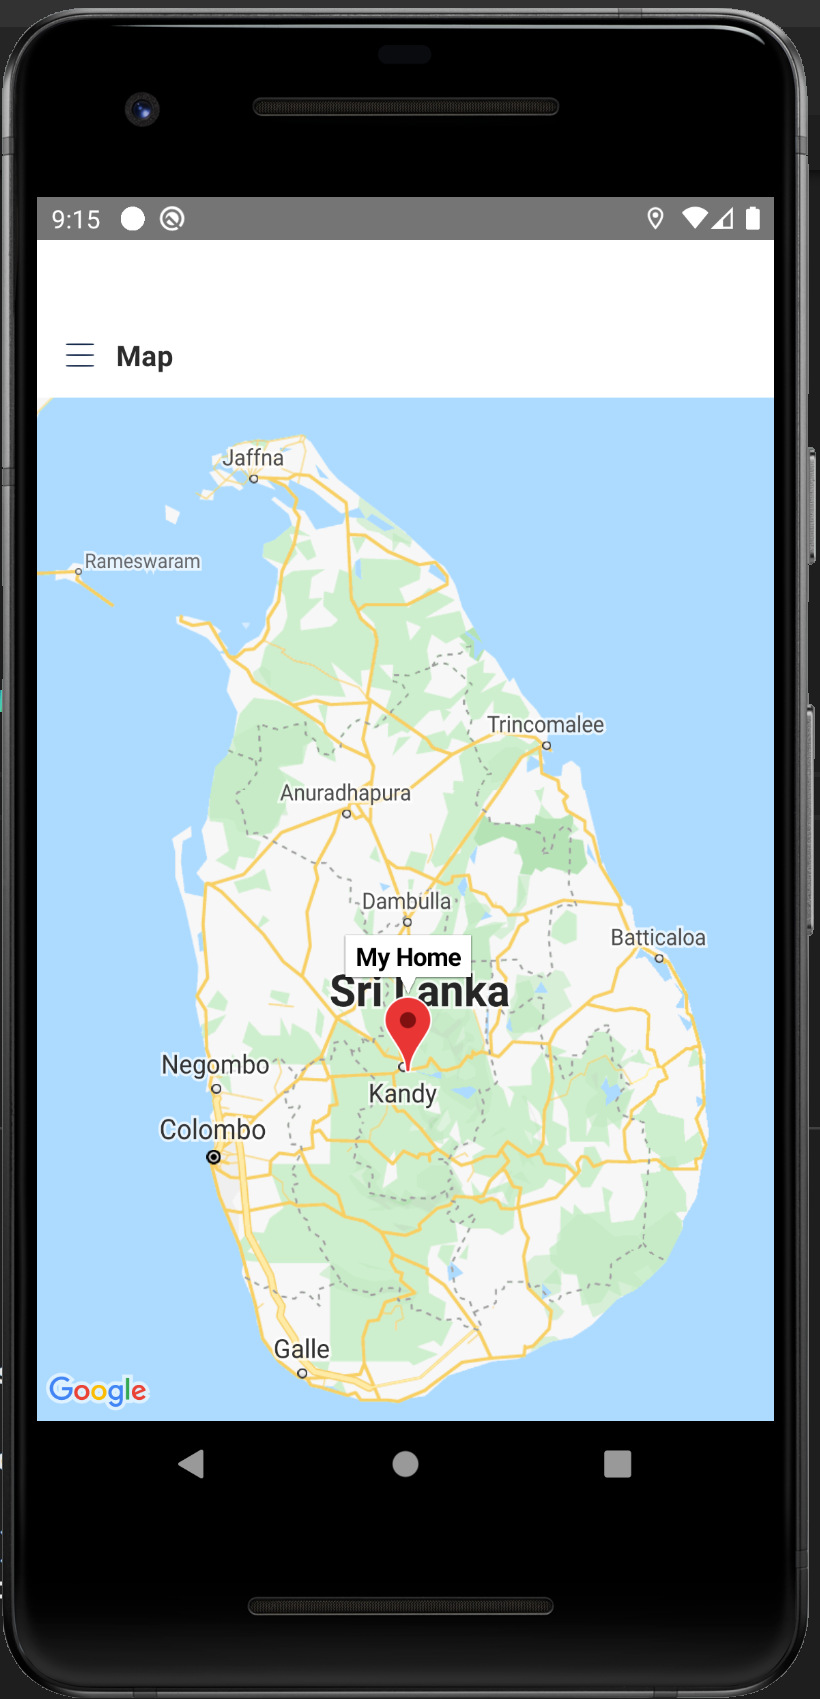 9:15
Map
Jaffna
Rameswaram
Trincomalee
Anuradhapura
Dambulla
Batticaloa
My Home
Sri Lanka
Negombo
Kandy
Colombo
Galle
Google